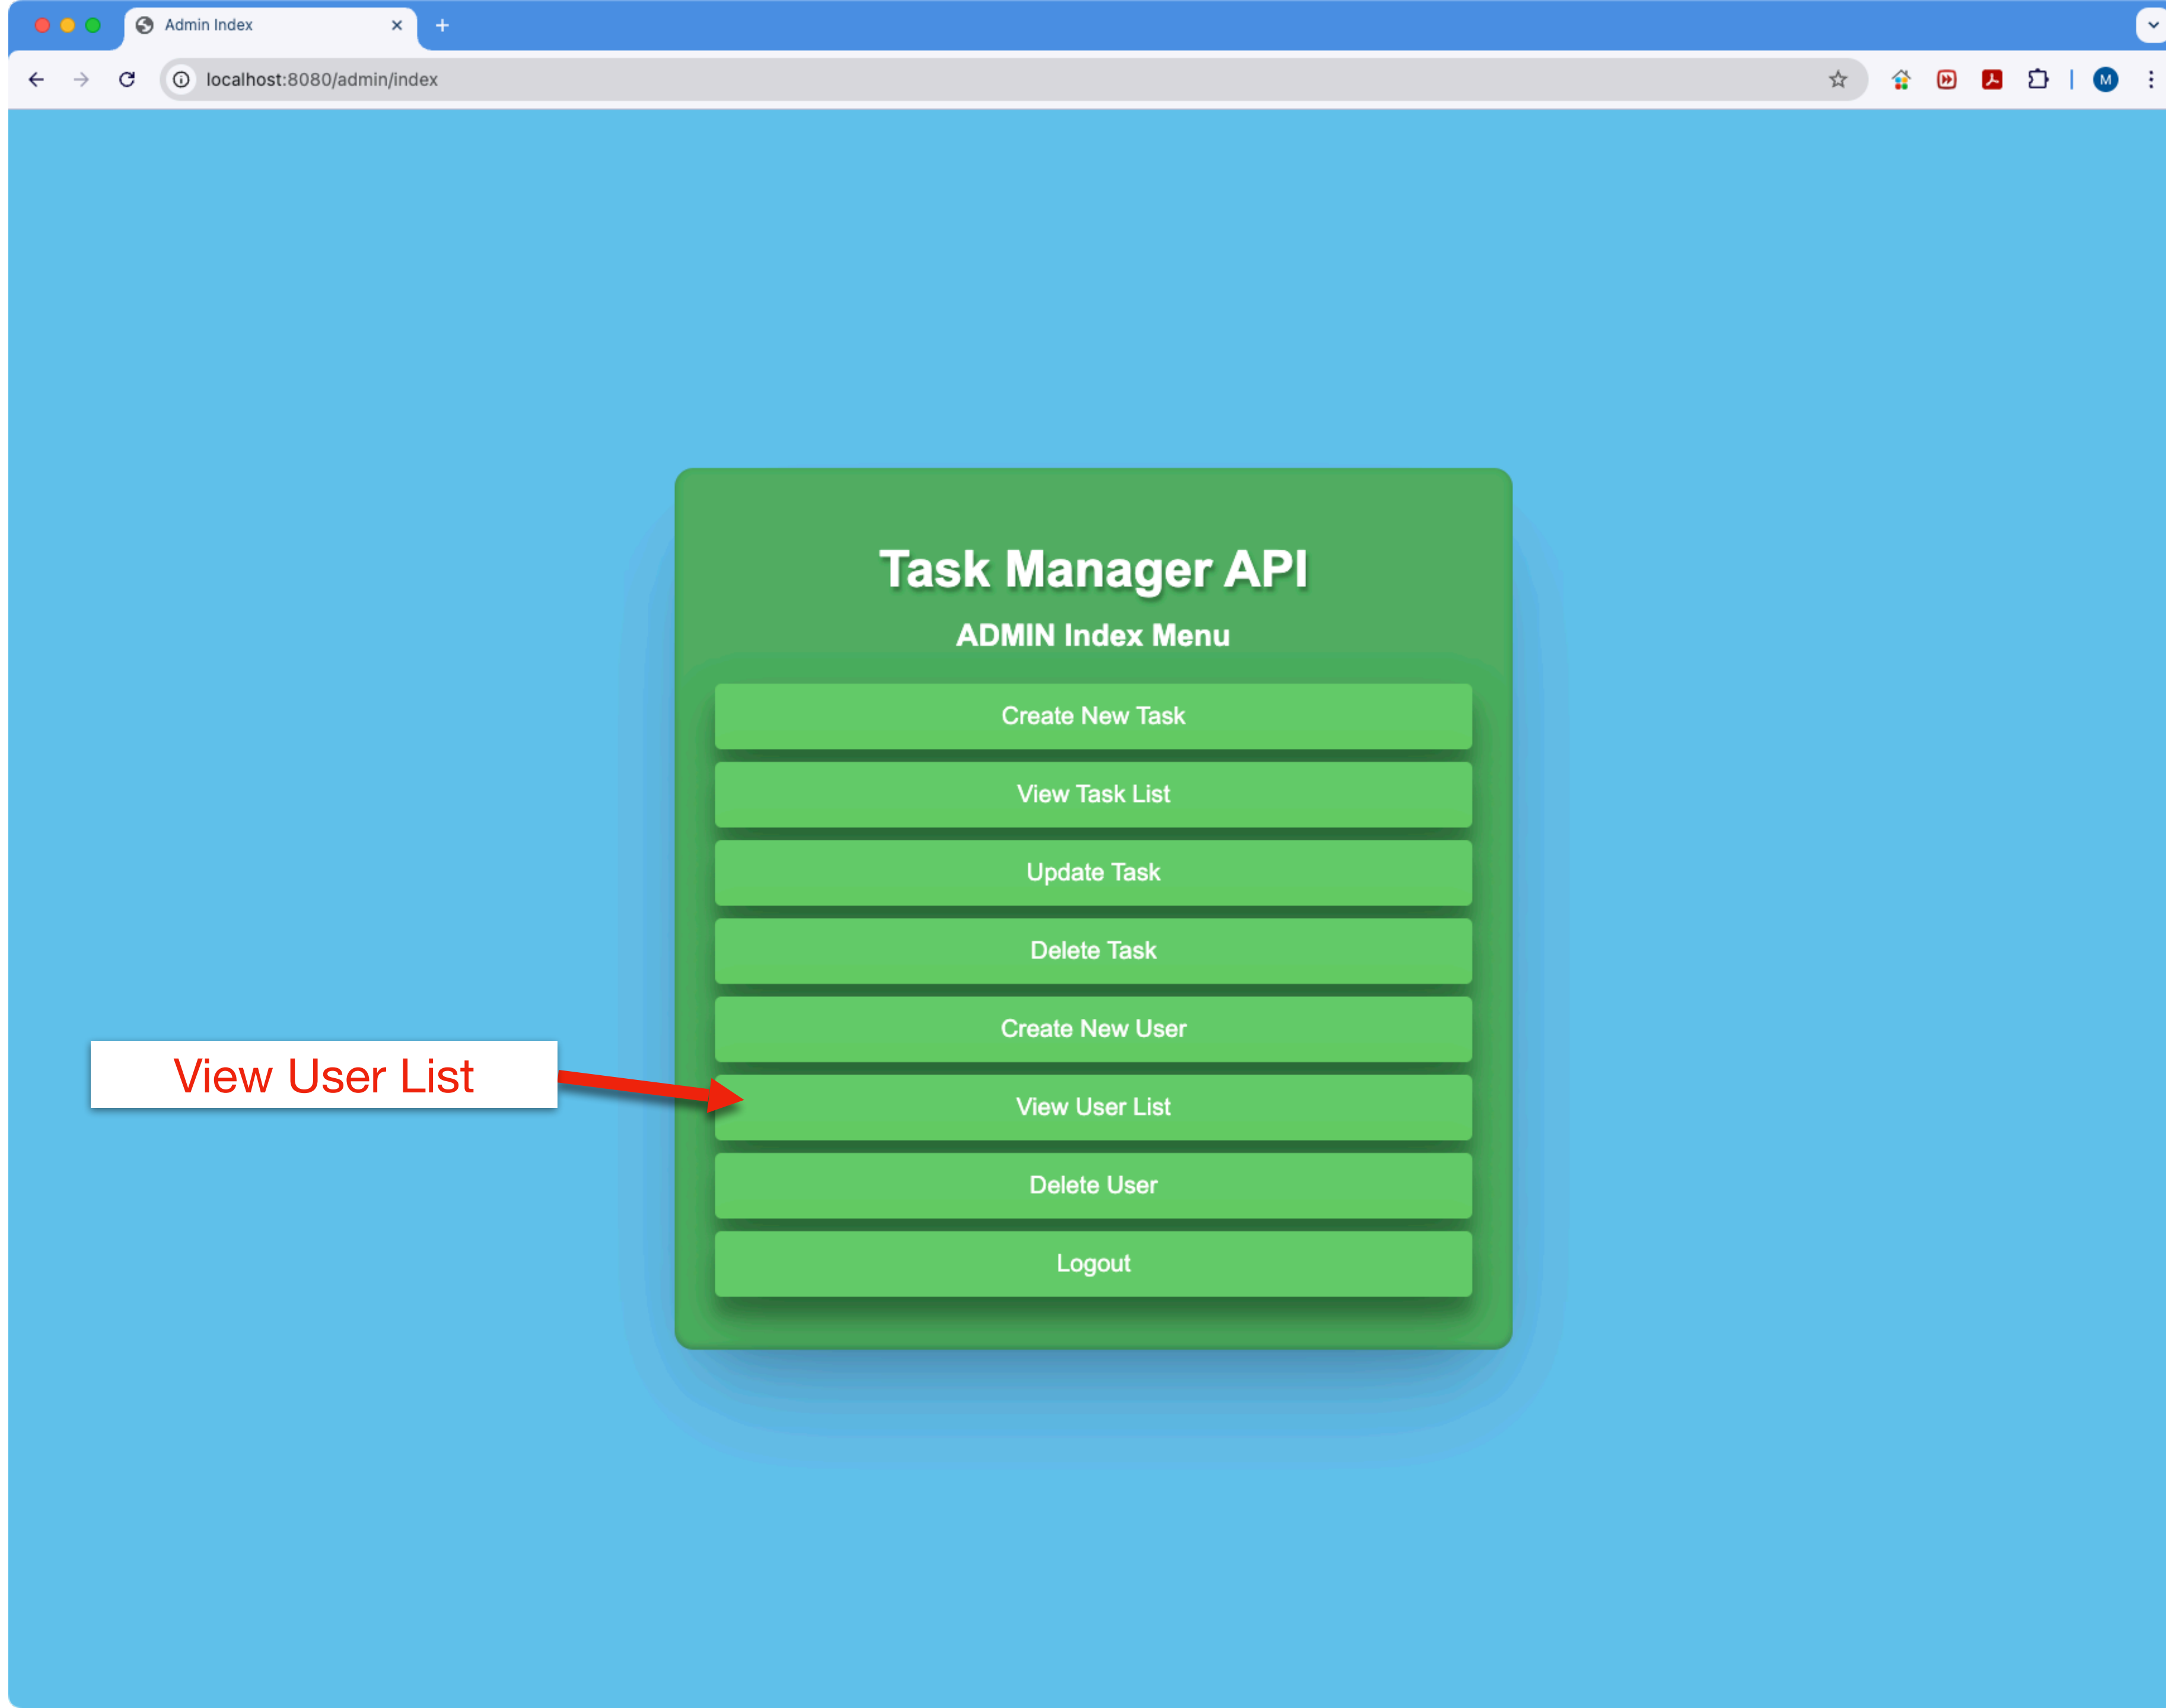 Admin Index
localhost:8080/admin/index
M
Task Manager API
ADMIN Index Menu
Create New Task
View Task List
Update Task
Delete Task
Create New User
View User List
View User List
Delete User
Logout